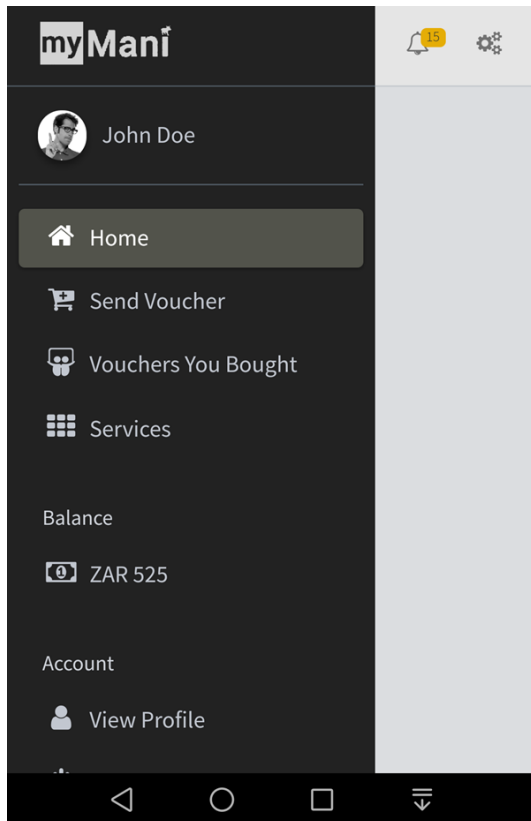 myMani
15
John Doe
Home
Send Voucher
Vouchers You Bought
Services
Balance
ZAR 525
Account
View Profile